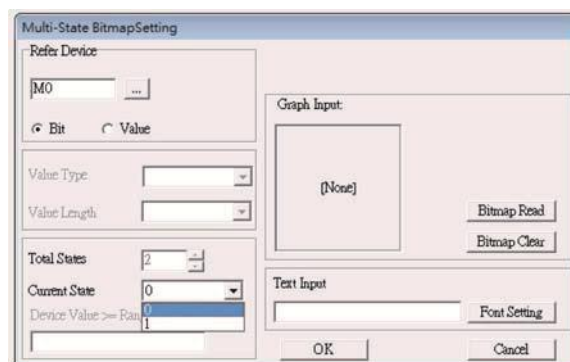 Multi-State BitmapSetting
Refer Device
M0
...
Bit
Value
Value Type
Value Length
Total States
2
Current State
0
0
1
Device Value >=
Graph Input:
[None]
Bitmap Read
Bitmap Clear
Text Input
Font Setting
OK
Cancel